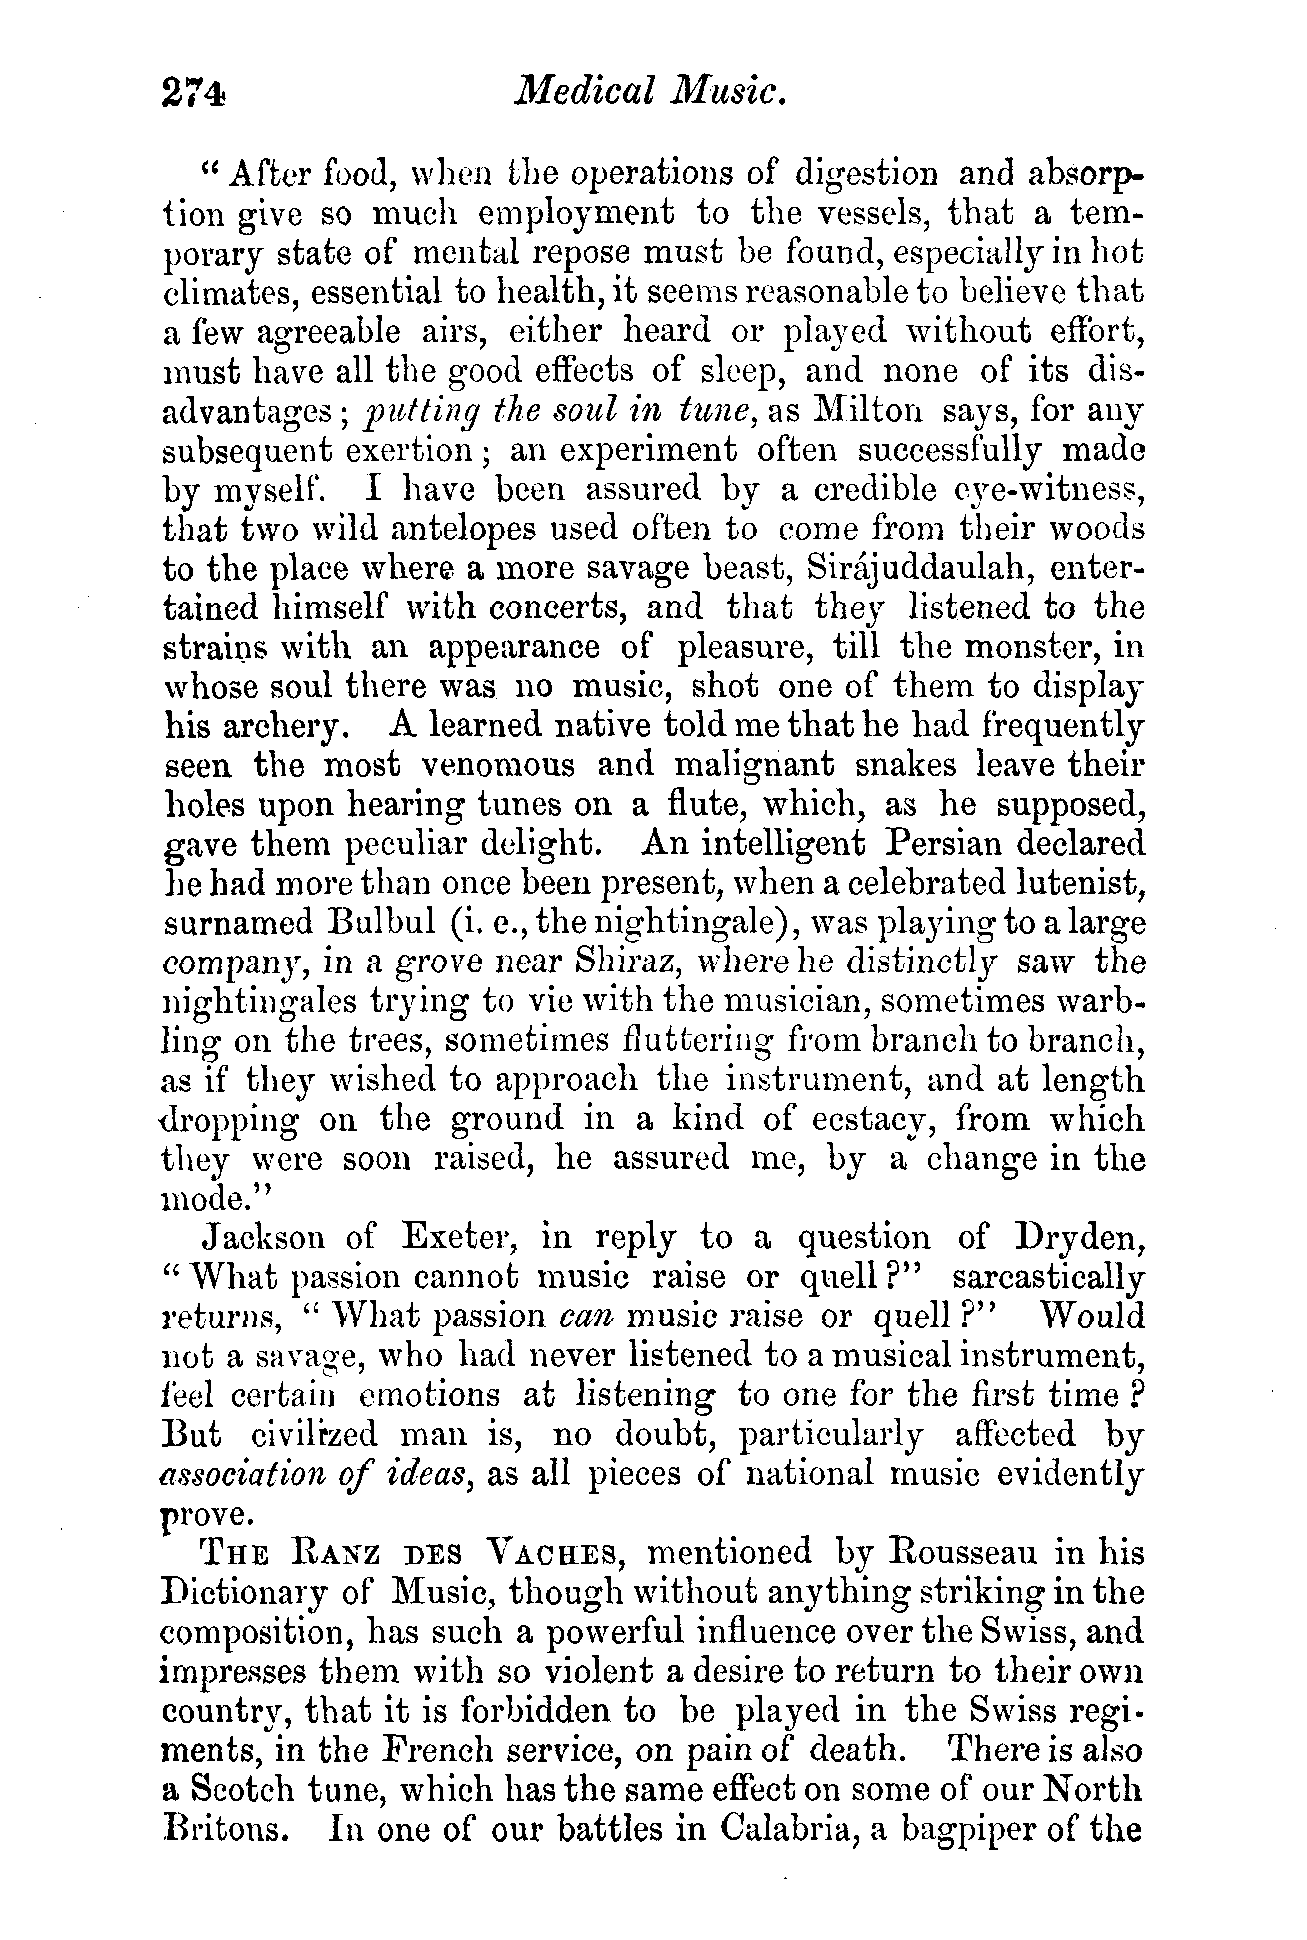 274 Medical Music.
“ After food, when the operations of digestion and absorp-
tion give so much employment to the vessels, that a tem-
porary state of mental repose must be found, especially in hot
climates, essential to health, it seems reasonable to believe that
a few agreeable airs, either heard or played without effort,
must have all the good effects of sleep, and none of its dis-
advantages ; putting the soul in tune, as Milton says, for any
subsequent exertion ; an experiment often successfully made
by myself. I have been assured by a credible eye-witness,
that two wild antelopes used often to come from their woods
to the place where a more savage beast, Sirájuddaulah, enter-
tained himself with concerts, and that they listened to the
strains with an appearance of pleasure, till the monster, in
whose soul there was no music, shot one of them to display
his archery. A learned native told me that he had frequently
seen the most venomous and malignant snakes leave their
holes upon hearing tunes on a flute, which, as he supposed,
gave them peculiar delight. An intelligent Persian declared
he had more than once been present, when a celebrated lutenist,
surnamed Bulbul (i. e., the nightingale), was playing to a large
company, in a grove near Shiraz, where he distinctly saw the
nightingales trying to vie with the musician, sometimes warb-
ling on the trees, sometimes fluttering from branch to branch,
as if they wished to approach the instrument, and at length
dropping on the ground in a kind of ecstacy, from which
they were soon raised, he assured me, by a change in the
mode.”
Jackson of Exeter, in reply to a question of Dryden,
“ What passion cannot music raise or quell ?” sarcastically
returns, “ What passion can music raise or quell ?” Would
not a savage, who had never listened to a musical instrument,
feel certain emotions at listening to one for the first time ?
But civilized man is, no doubt, particularly affected by
association of ideas, as all pieces of national music evidently
prove.
THE RANZ DES VACHES, mentioned by Rousseau in his
Dictionary of Music, though without anything striking in the
composition, has such a powerful influence over the Swiss, and
impresses them with so violent a desire to return to their own
country, that it is forbidden to be played in the Swiss regi-
ments, in the French service, on pain of death. There is also
a Scotch tune, which has the same effect on some of our North
Britons. In one of our battles in Calabria, a bagpiper of the